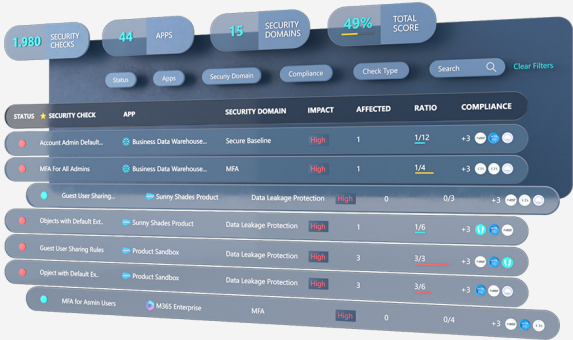 1.980 SECURITY CHECKS
44 APPS
15 SECURITY DOMAINS
49% TOTAL SCORE
Status Apps Securiy Domain Compliance Check Type Search Clear Filters
STATUS SECURITY CHECK APP SECURITY DOMAIN IMPACT AFFECTED RATIO COMPLIANCE
Account Admin Default... Business Data Warehouse... Secure Baseline High 1 1/12 +3
MFA For All Admins Business Data Warehouse... MFA High 1 1/4 +3
Guest User Sharing.. Sunny Shades Product Data Leakage Protection High 0 0/3 +3
Objects with Default Ext. Sunny Shades Product Data Leakage Protection High 1 1/6 +3
Guest User Sharing Rules Product Sandbox Data Leakage Protection High 3 3/3 +3
Opject with Default Ex. Product Sandbox Data Leakage Protection High 3 3/6 +3
MFA for Asmin Users M365 Enterprise MFA High 0 0/4 +3